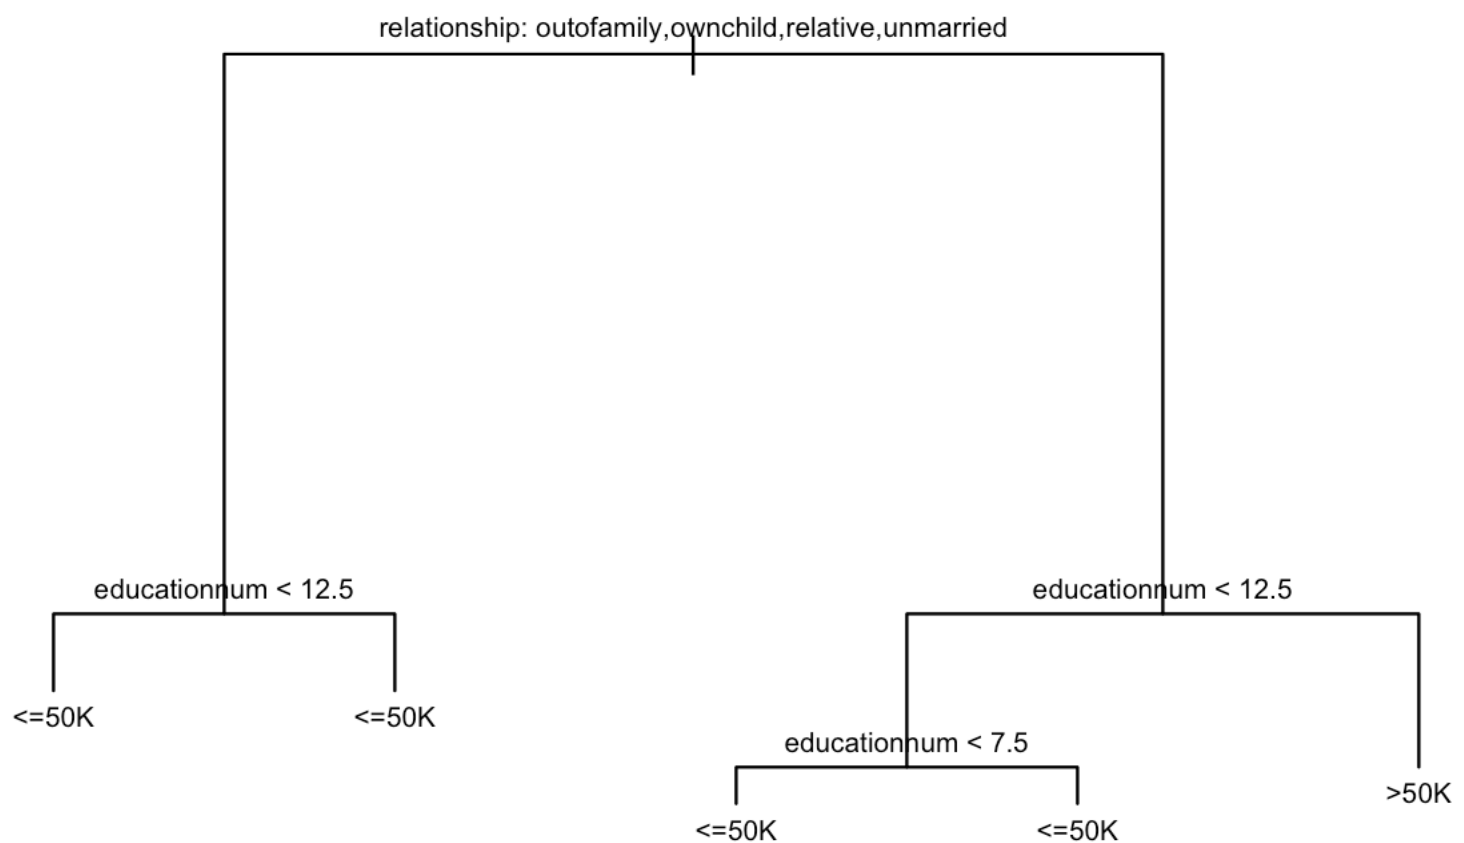 relationship: outofamily,ownchild,relative,unmarried
educationnum < 12.5
educationnum < 12.5
<=50K
<=50K
educationnum < 7.5
>50K
<=50K
<=50K